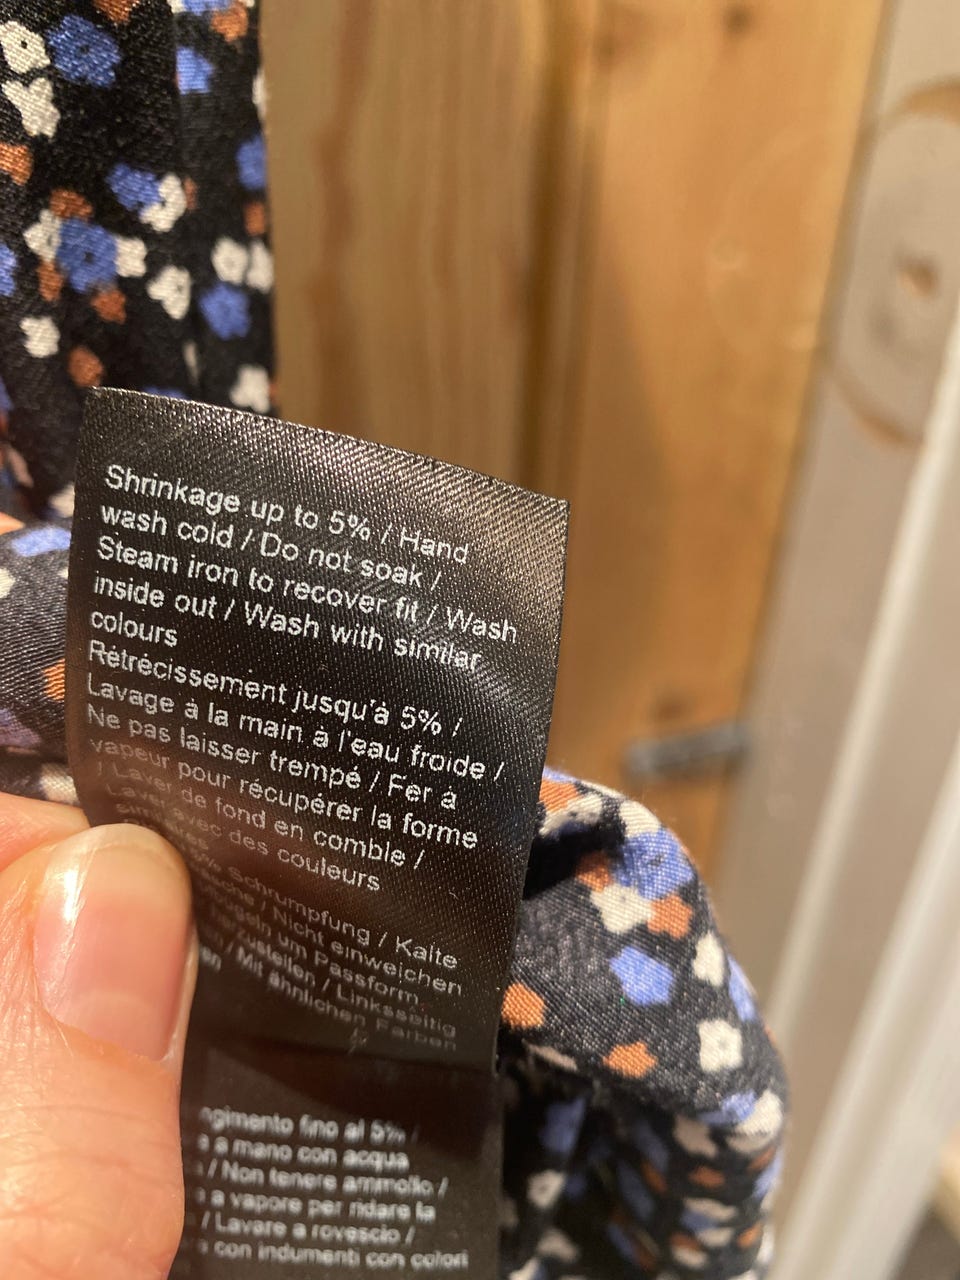 Shrinkage up to 5% / Hand
wash cold / Do not soak /
Steam iron to recover fit / Wash
inside out / Wash with similar
colours
Rétrécissement jusqu'à 5% /
Lavage à la main à l'eau froide /
Ne pas laisser trempé / Fer à
vapeur pour récupérer la forme
/ Laver de fond en comble /
Laver avec des couleurs
5% Schrumpfung / Kalte
/ Nicht einweichen
um Passform
/ Linksseitig
/ Mit ähnlichen Farben
fino al 5% /
a mano con acqua
/ Non tenere ammollo /
a vapore per ridare la
/ Lavare a rovescio /
con indumenti con colori